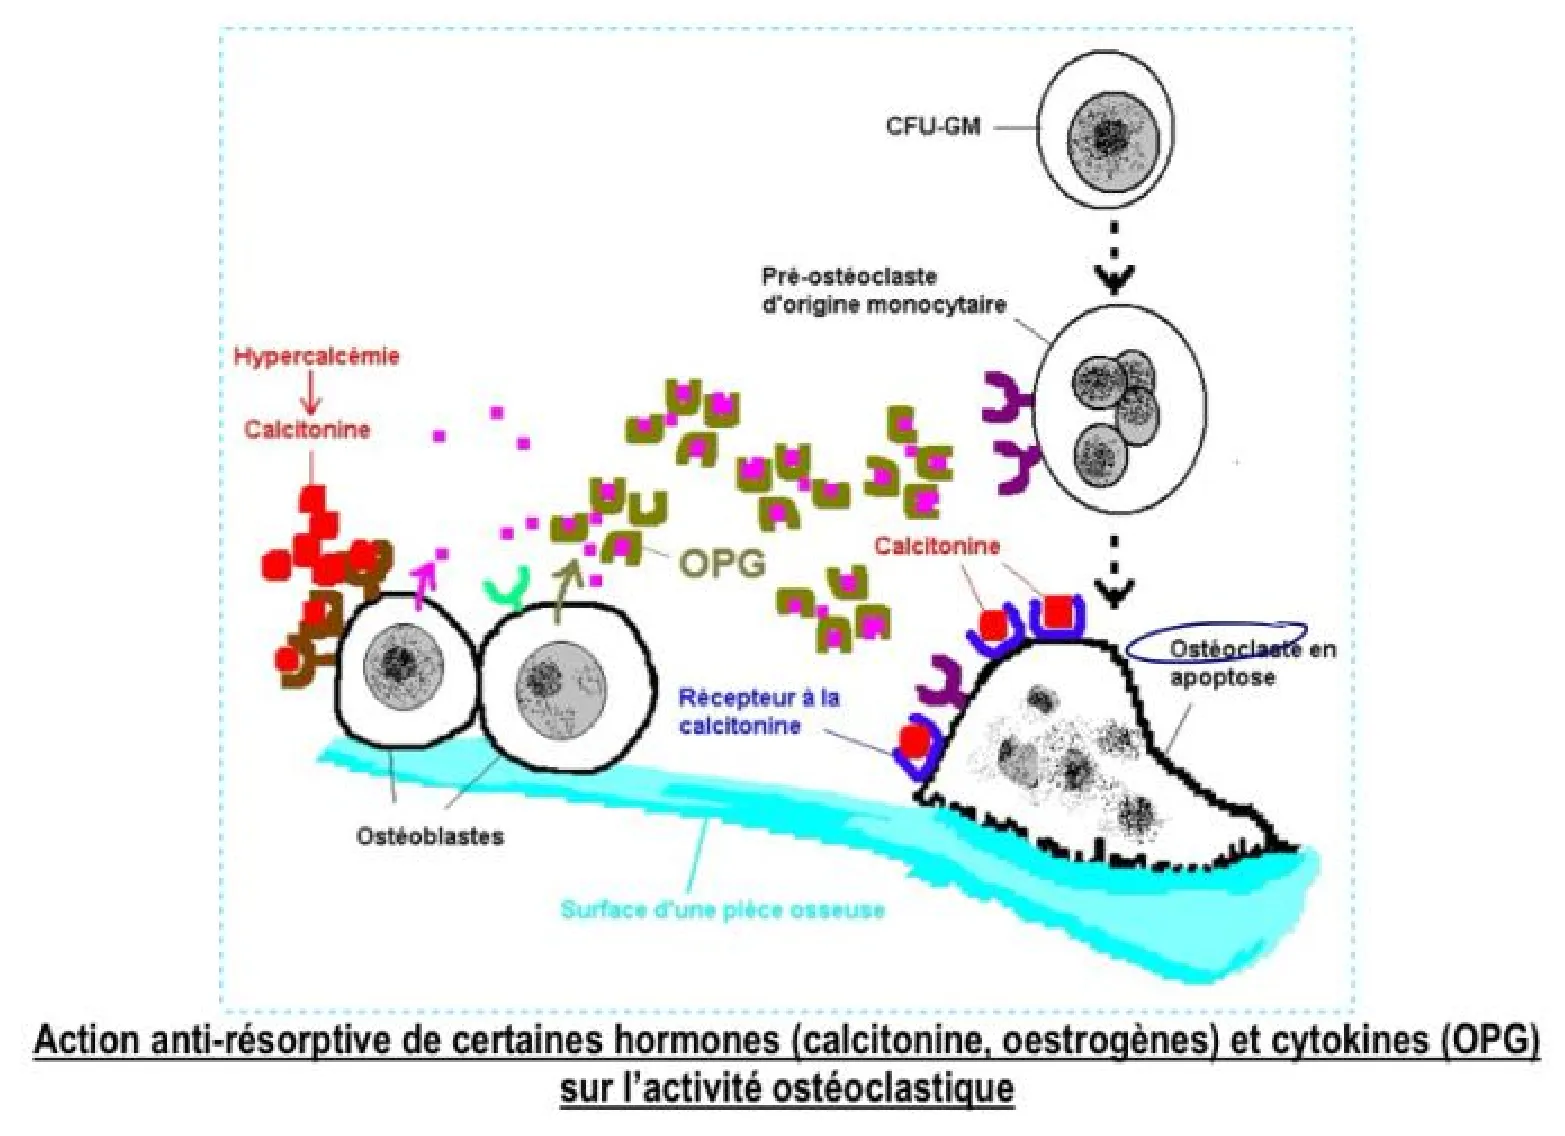 CFU-GM
Pré-ostéoclaste
d'origine monocytaire
Hypercalcémie
Calcitonine
OPG
Calcitonine
Ostéoclaste en
apoptose
Récepteur à la
calcitonine
Ostéoblastes
Surface d'une pièce osseuse
Action anti-résorptive de certaines hormones (calcitonine, oestrogènes) et cytokines (OPG)
sur l'activité ostéoclastique